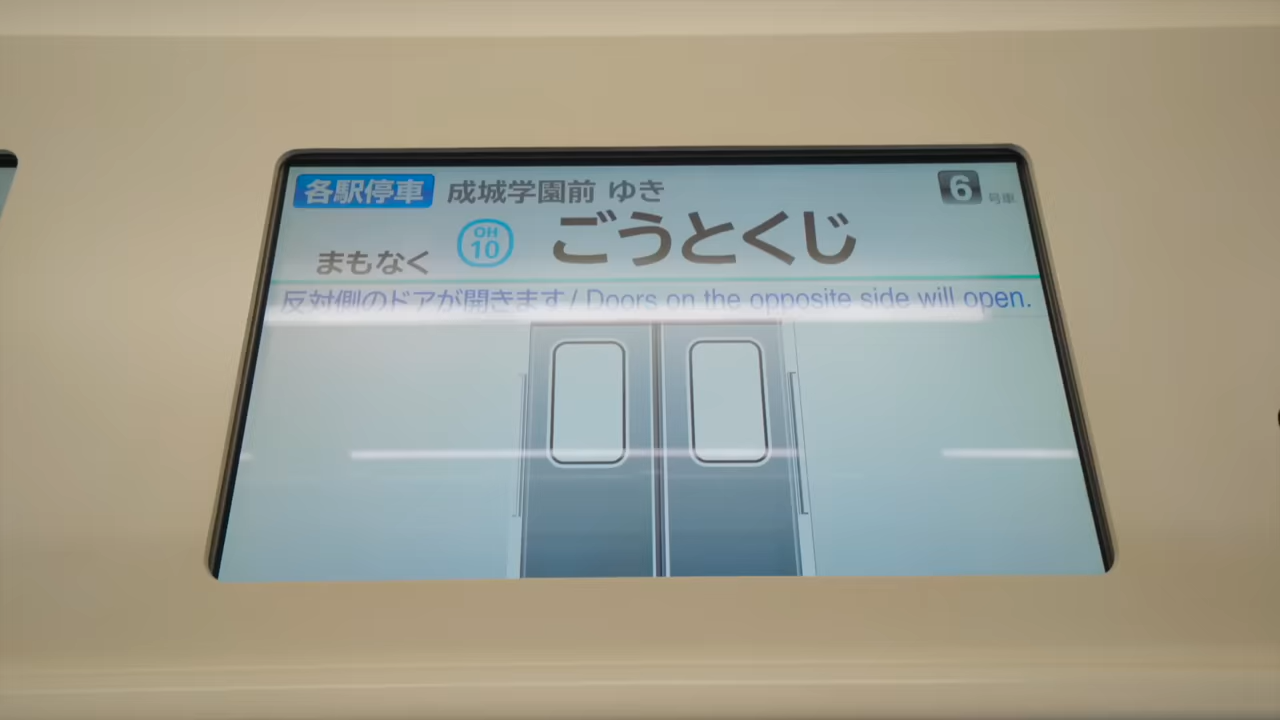 各駅停車 成城学園前 ゆき 6号車
まもなく OH 10 ごうとくじ
反対側のドアが開きます/Doors on the opposite side will open.